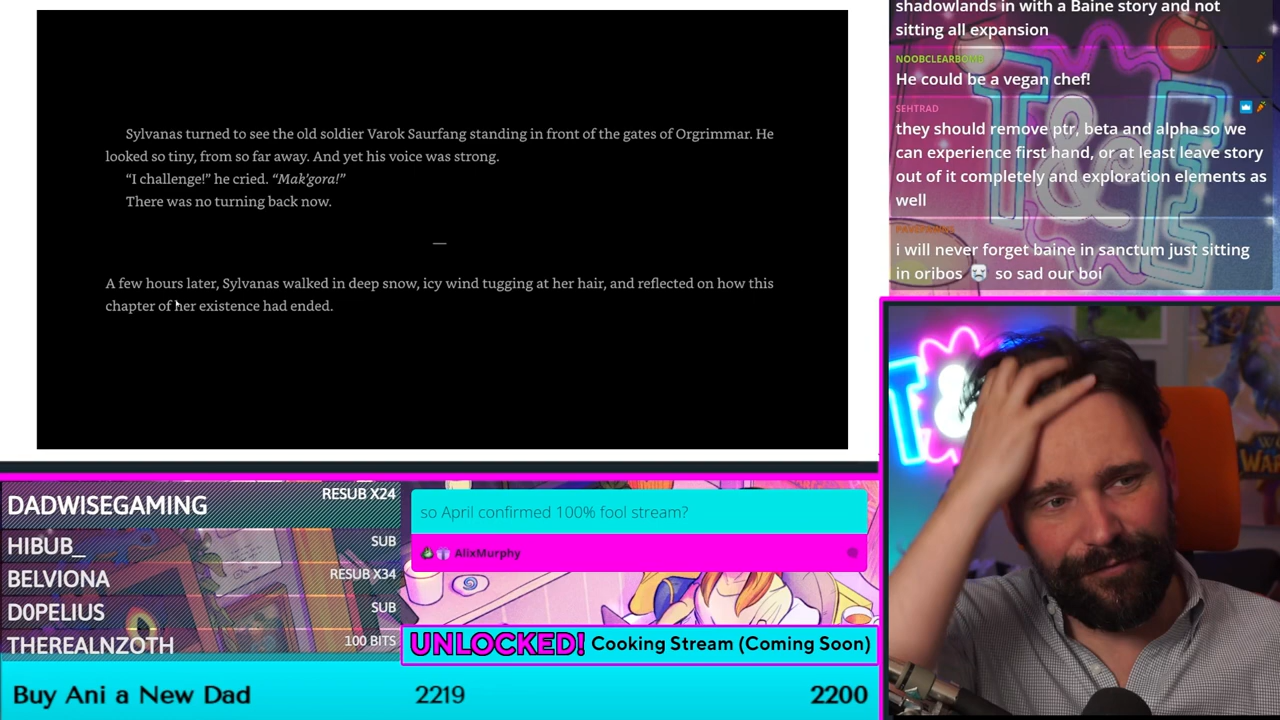 Sylvanas turned to see the old soldier Varok Saurfang standing in front of the gates of Orgrimmar. He
looked so tiny, from so far away. And yet his voice was strong.
“I challenge!” he cried. “Mak’gora!”
There was no turning back now.
—
A few hours later, Sylvanas walked in deep snow, icy wind tugging at her hair, and reflected on how this
chapter of her existence had ended.
shadowlands in with a Baine story and not
sitting all expansion
NOOBCLEARBOMB
He could be a vegan chef!
SEHTRAD
they should remove ptr, beta and alpha so we
can experience first hand, or at least leave story
out of it completely and exploration elements as
well
i will never forget baine in sanctum just sitting
in oribos so sad our boi
DADWISEGAMING RESUB X24
HIBUB_ SUB
BELVIONA RESUB X34
D0PELIUS SUB
THEREALNZOTH 100 BITS
so April confirmed 100% fool stream?
AlixMurphy
UNLOCKED! Cooking Stream (Coming Soon)
Buy Ani a New Dad 2219 2200
T&E